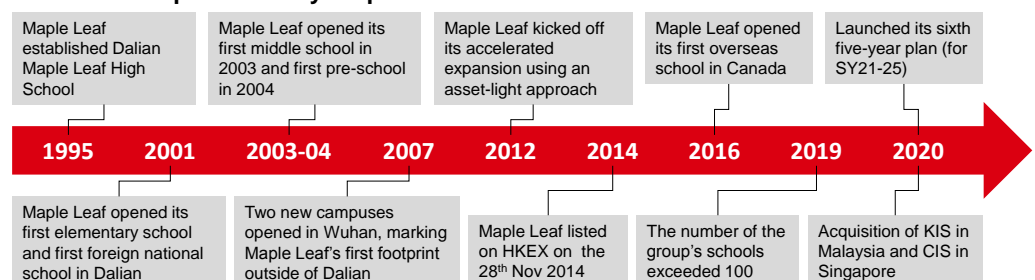 Maple Leaf
established Dalian
Maple Leaf High
School
Maple Leaf opened its
first middle school in
2003 and first pre-school
in 2004
Maple Leaf kicked off
its accelerated
expansion using an
asset-light approach
Maple Leaf opened
its first overseas
school in Canada
Launched its sixth
five-year plan (for
SY21-25)
1995 2001 2003-04 2007 2012 2014 2016 2019 2020
Maple Leaf opened its
first elementary school
and first foreign national
school in Dalian
Two new campuses
opened in Wuhan, marking
Maple Leaf's first footprint
outside of Dalian
Maple Leaf listed
on HKEX on the
28th Nov 2014
The number of the
group's schools
exceeded 100
Acquisition of KIS in
Malaysia and CIS in
Singapore